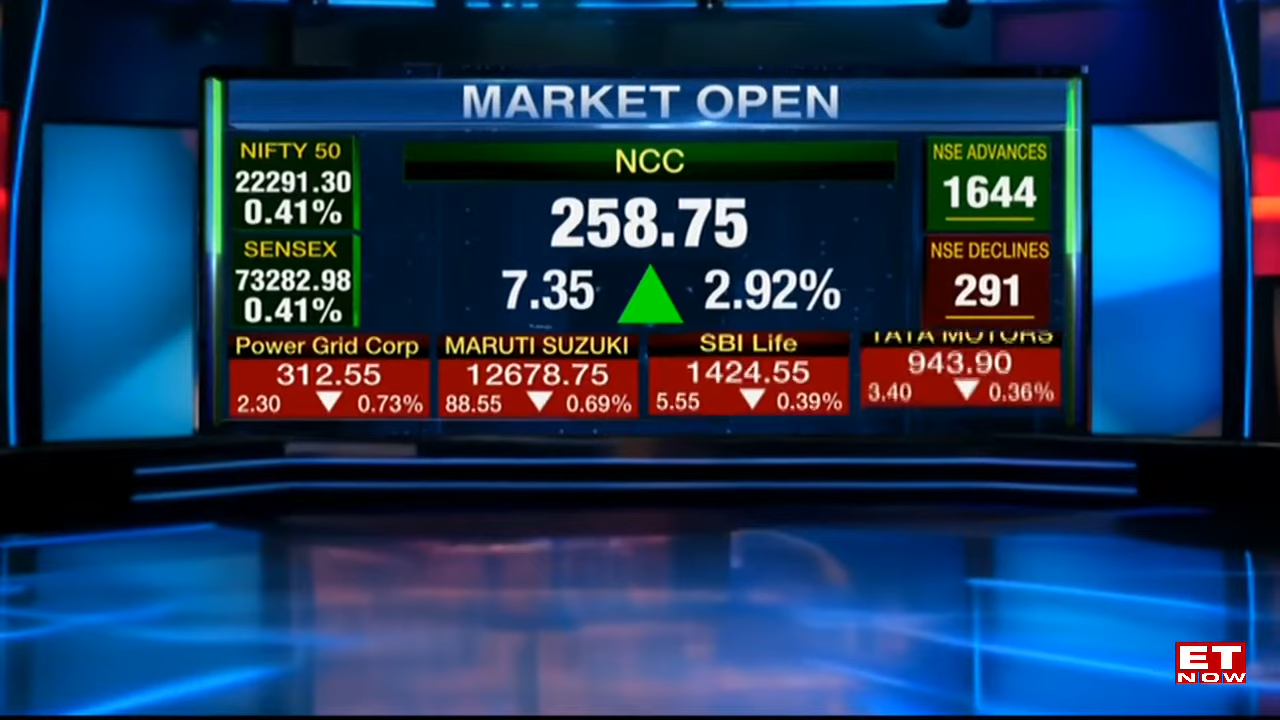 MARKET OPEN
NIFTY 50
22291.30
0.41%
SENSEX
73282.98
0.41%
NCC
258.75
7.35 2.92%
NSE ADVANCES
1644
NSE DECLINES
291
Power Grid Corp
312.55
2.30 0.73%
MARUTI SUZUKI
12678.75
88.55 0.69%
SBI Life
1424.55
5.55 0.39%
TATA MOTORS
943.90
3.40 0.36%
ET
NOW